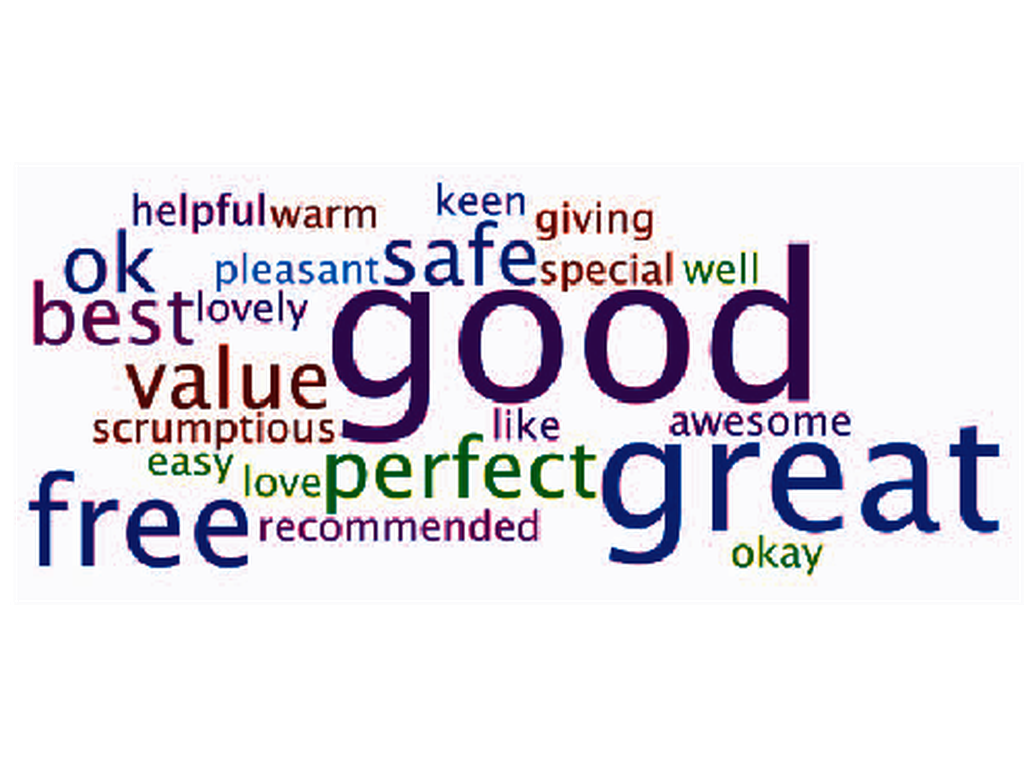 helpful warm keen giving
ok pleasant safe special well
best lovely good
value
scrumptious like awesome
easy love perfect great
free recommended okay